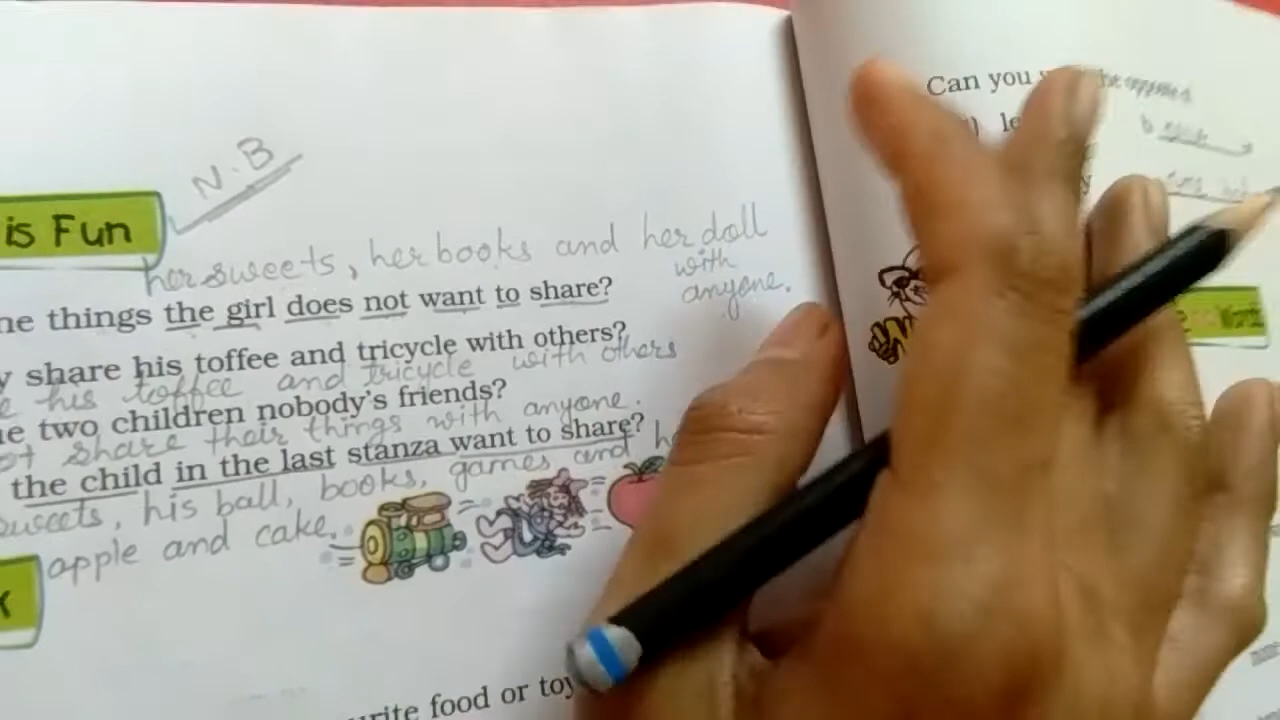 N.B
is Fun
her sweets, her books and her doll
with
anyone.
things the girl does not want to share?
share his toffee and tricycle with others?
his toffee and tricycle with others
two children nobody's friends?
share their things with anyone.
the child in the last stanza want to share?
sweets, his ball, books, games and
apple and cake.
food or toy
Can you